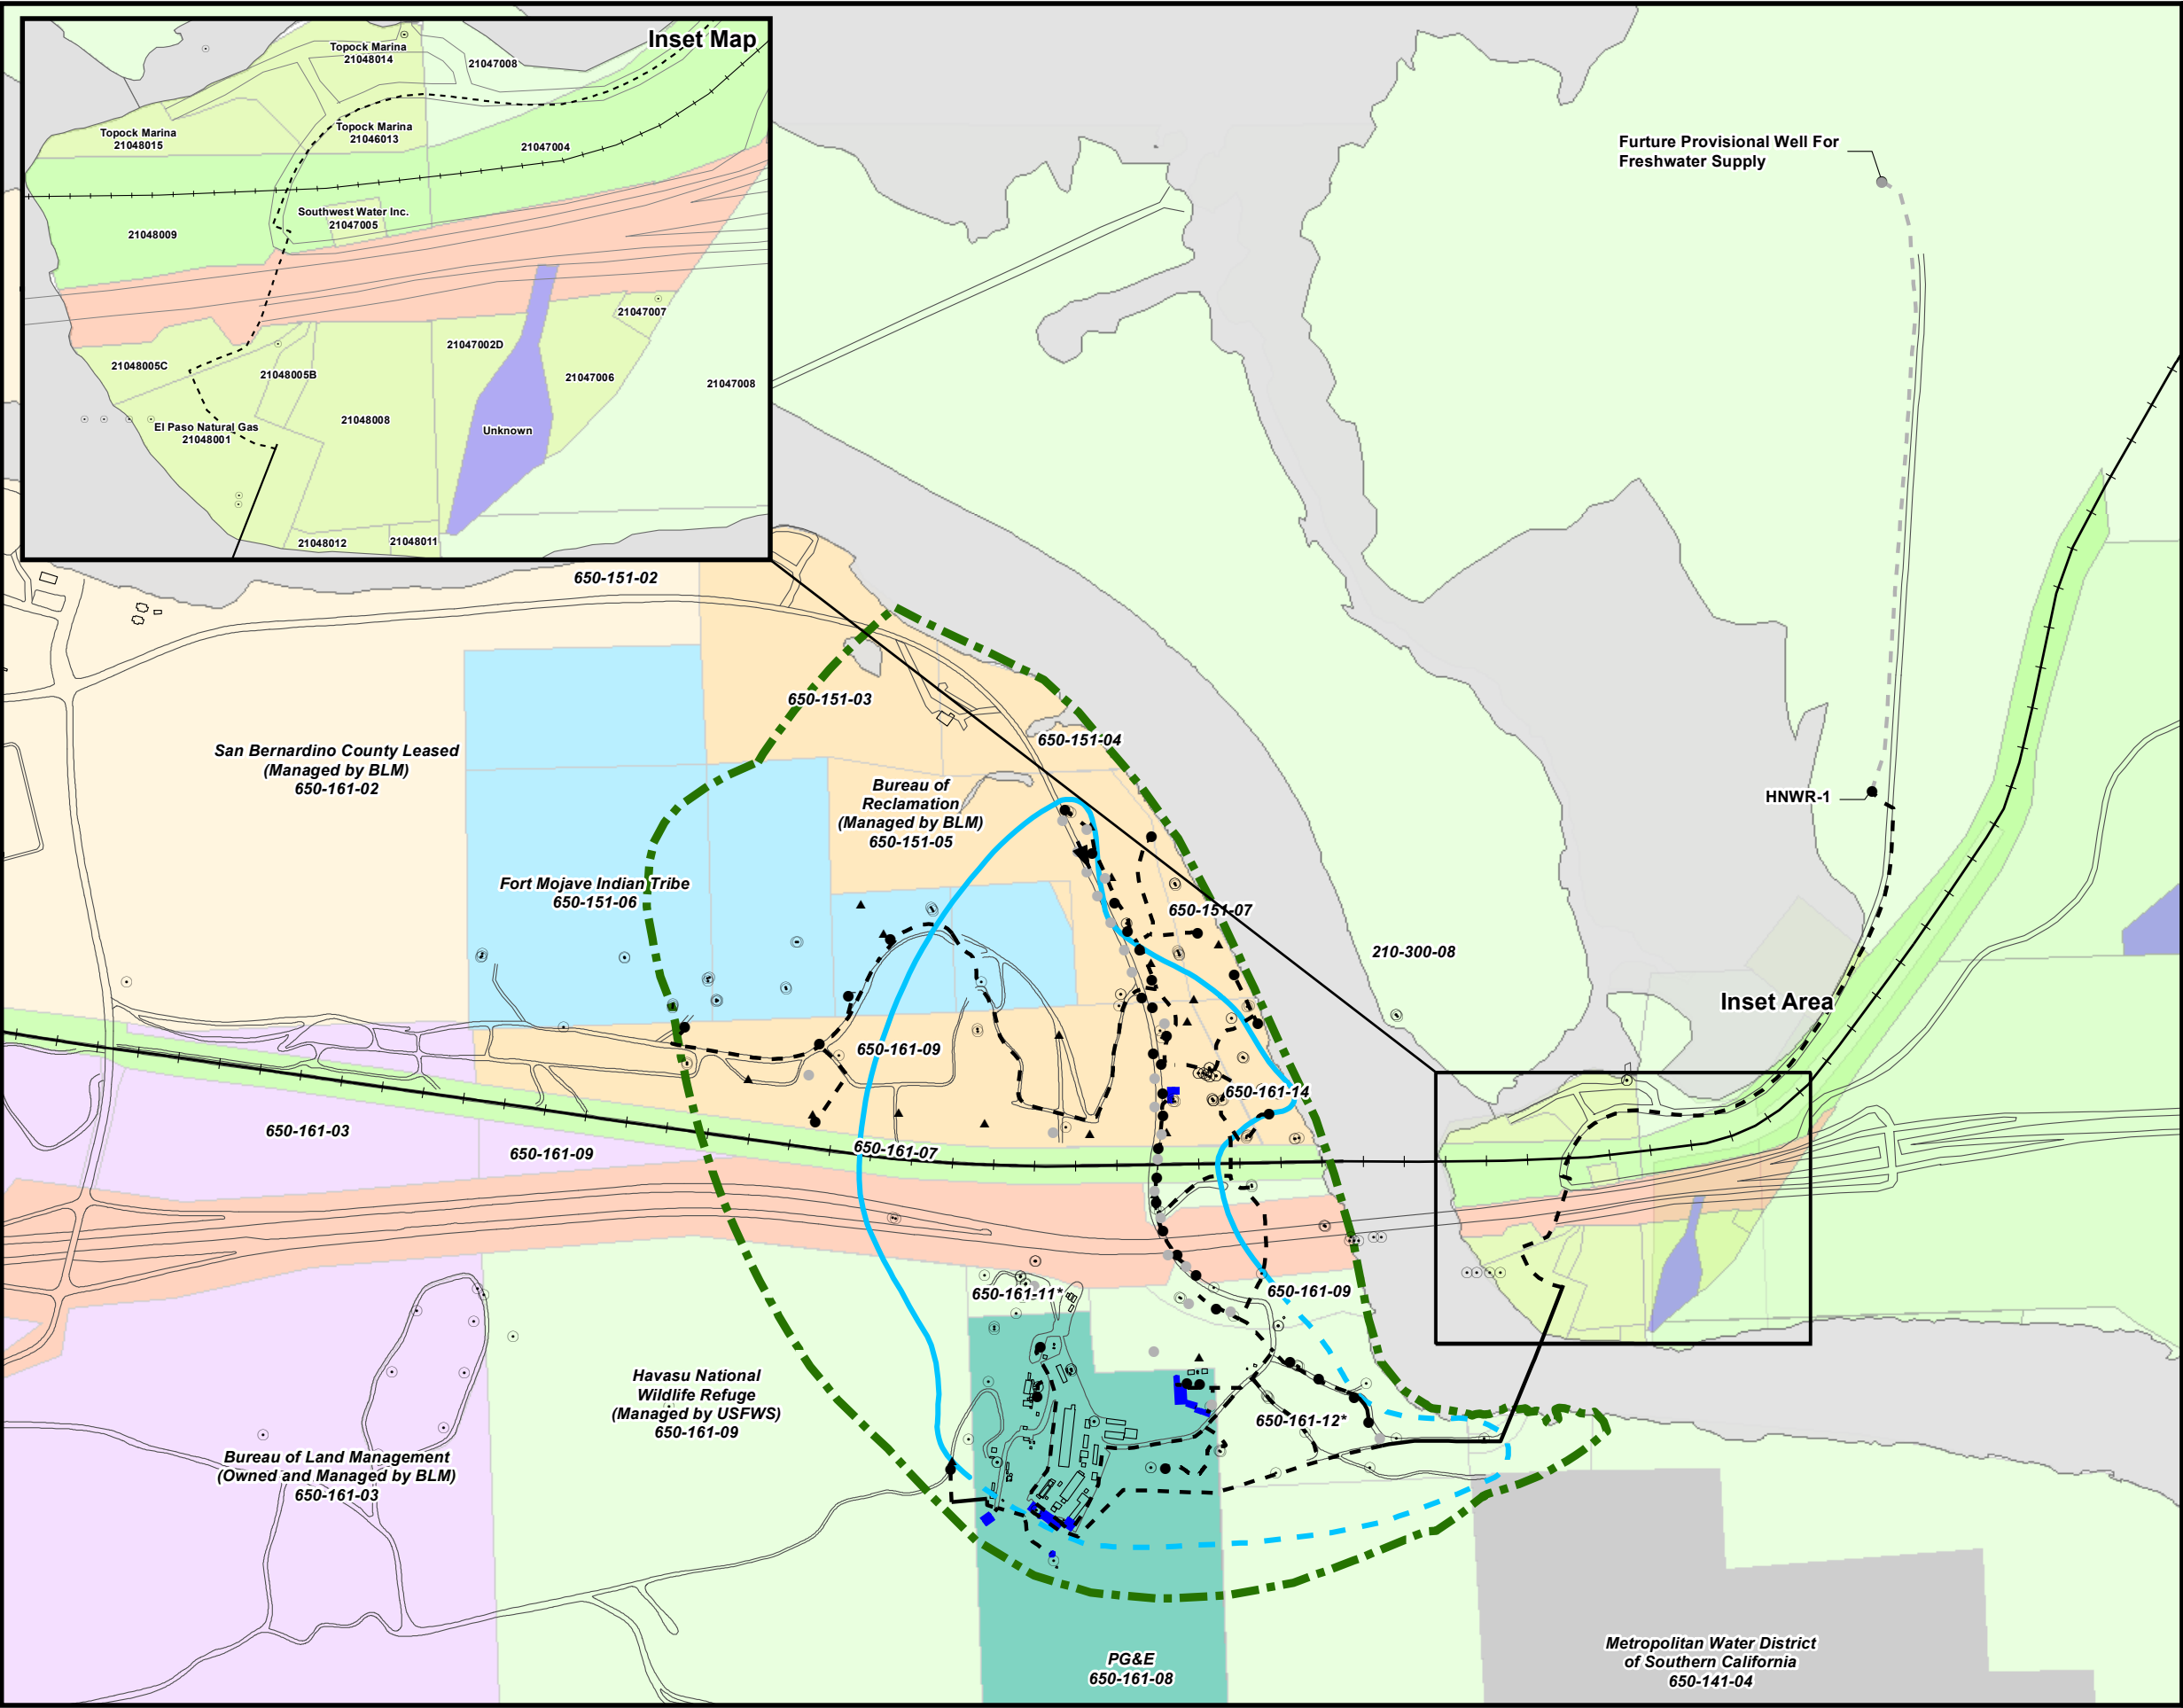 Inset Map
Topock Marina
21048014
21047008
Topock Marina
21048015
Topock Marina
21046013
21047004
Southwest Water Inc.
21047005
21048009
21047007
21047002D
21048005C
21048005B
21047006
21047008
21048008
El Paso Natural Gas
21048001
Unknown
21048012
21048011
Furture Provisional Well For
Freshwater Supply
650-151-02
650-151-03
650-151-04
San Bernardino County Leased
(Managed by BLM)
650-161-02
Bureau of
Reclamation
(Managed by BLM)
650-151-05
HNWR-1
Fort Mojave Indian Tribe
650-151-06
650-151-07
210-300-08
Inset Area
650-161-09
650-161-14
650-161-03
650-161-09
650-161-07
650-161-11*
650-161-09
Havasu National
Wildlife Refuge
(Managed by USFWS)
650-161-09
650-161-12*
Bureau of Land Management
(Owned and Managed by BLM)
650-161-03
PG&E
650-161-08
Metropolitan Water District
of Southern California
650-141-04